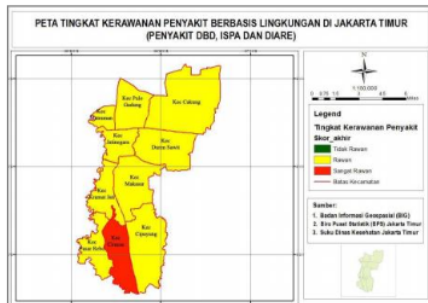 PETA TINGKAT KERAWANAN PENYAKIT BERBASIS LINGKUNGAN DI JAKARTA TIMUR
(PENYAKIT DBD, ISPA DAN DIARE)
N
1:100.000
Kec Cakung
Kec Pulo
Gadung
Kec
Kec
Jatinegara
Kec
Duren Sawit
Kec
Makasar
Kec
Kramat Jati
Kec
Cipayung
Kec
Pasar Rebo
Kec
Ciracas
Legend
Tingkat Kerawanan Penyakit
Skor_akhir
Tidak Rawan
Rawan
Sangat Rawan
Batas Kecamatan
Sumber:
1. Badan Informasi Geospasial (BIG)
2. Biro Pusat Statistik (BPS) Jakarta Timur
3. Suku Dinas Kesehatan Jakarta Timur